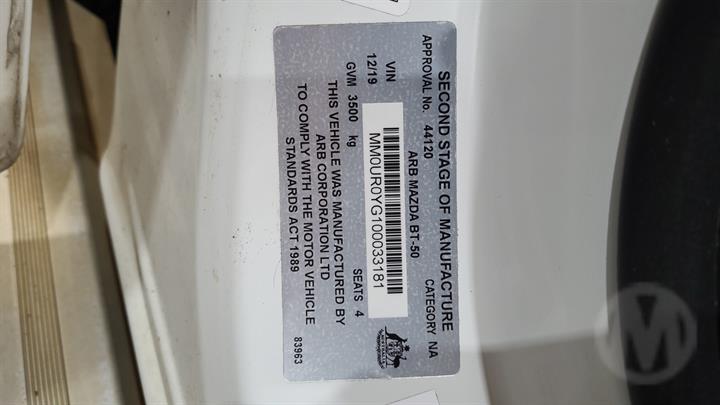 SECOND STAGE OF MANUFACTURE
APPROVAL No. 44120 CATEGORY NA
ARB MAZDA BT-50
VIN MM0UR0YG100033181
12/19
GVM 3500 kg SEATS 4
THIS VEHICLE WAS MANUFACTURED BY
ARB CORPORATION LTD
TO COMPLY WITH THE MOTOR VEHICLE
STANDARDS ACT 1989
83963
M